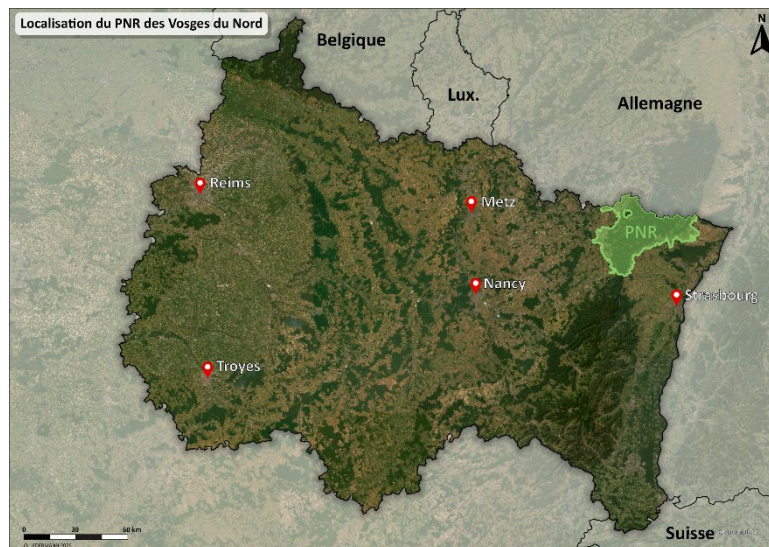 Localisation du PNR des Vosges du Nord
N
Belgique
Lux.
Allemagne
Reims
Metz
PNR
Nancy
Strasbourg
Troyes
0 30 60 km
Suisse